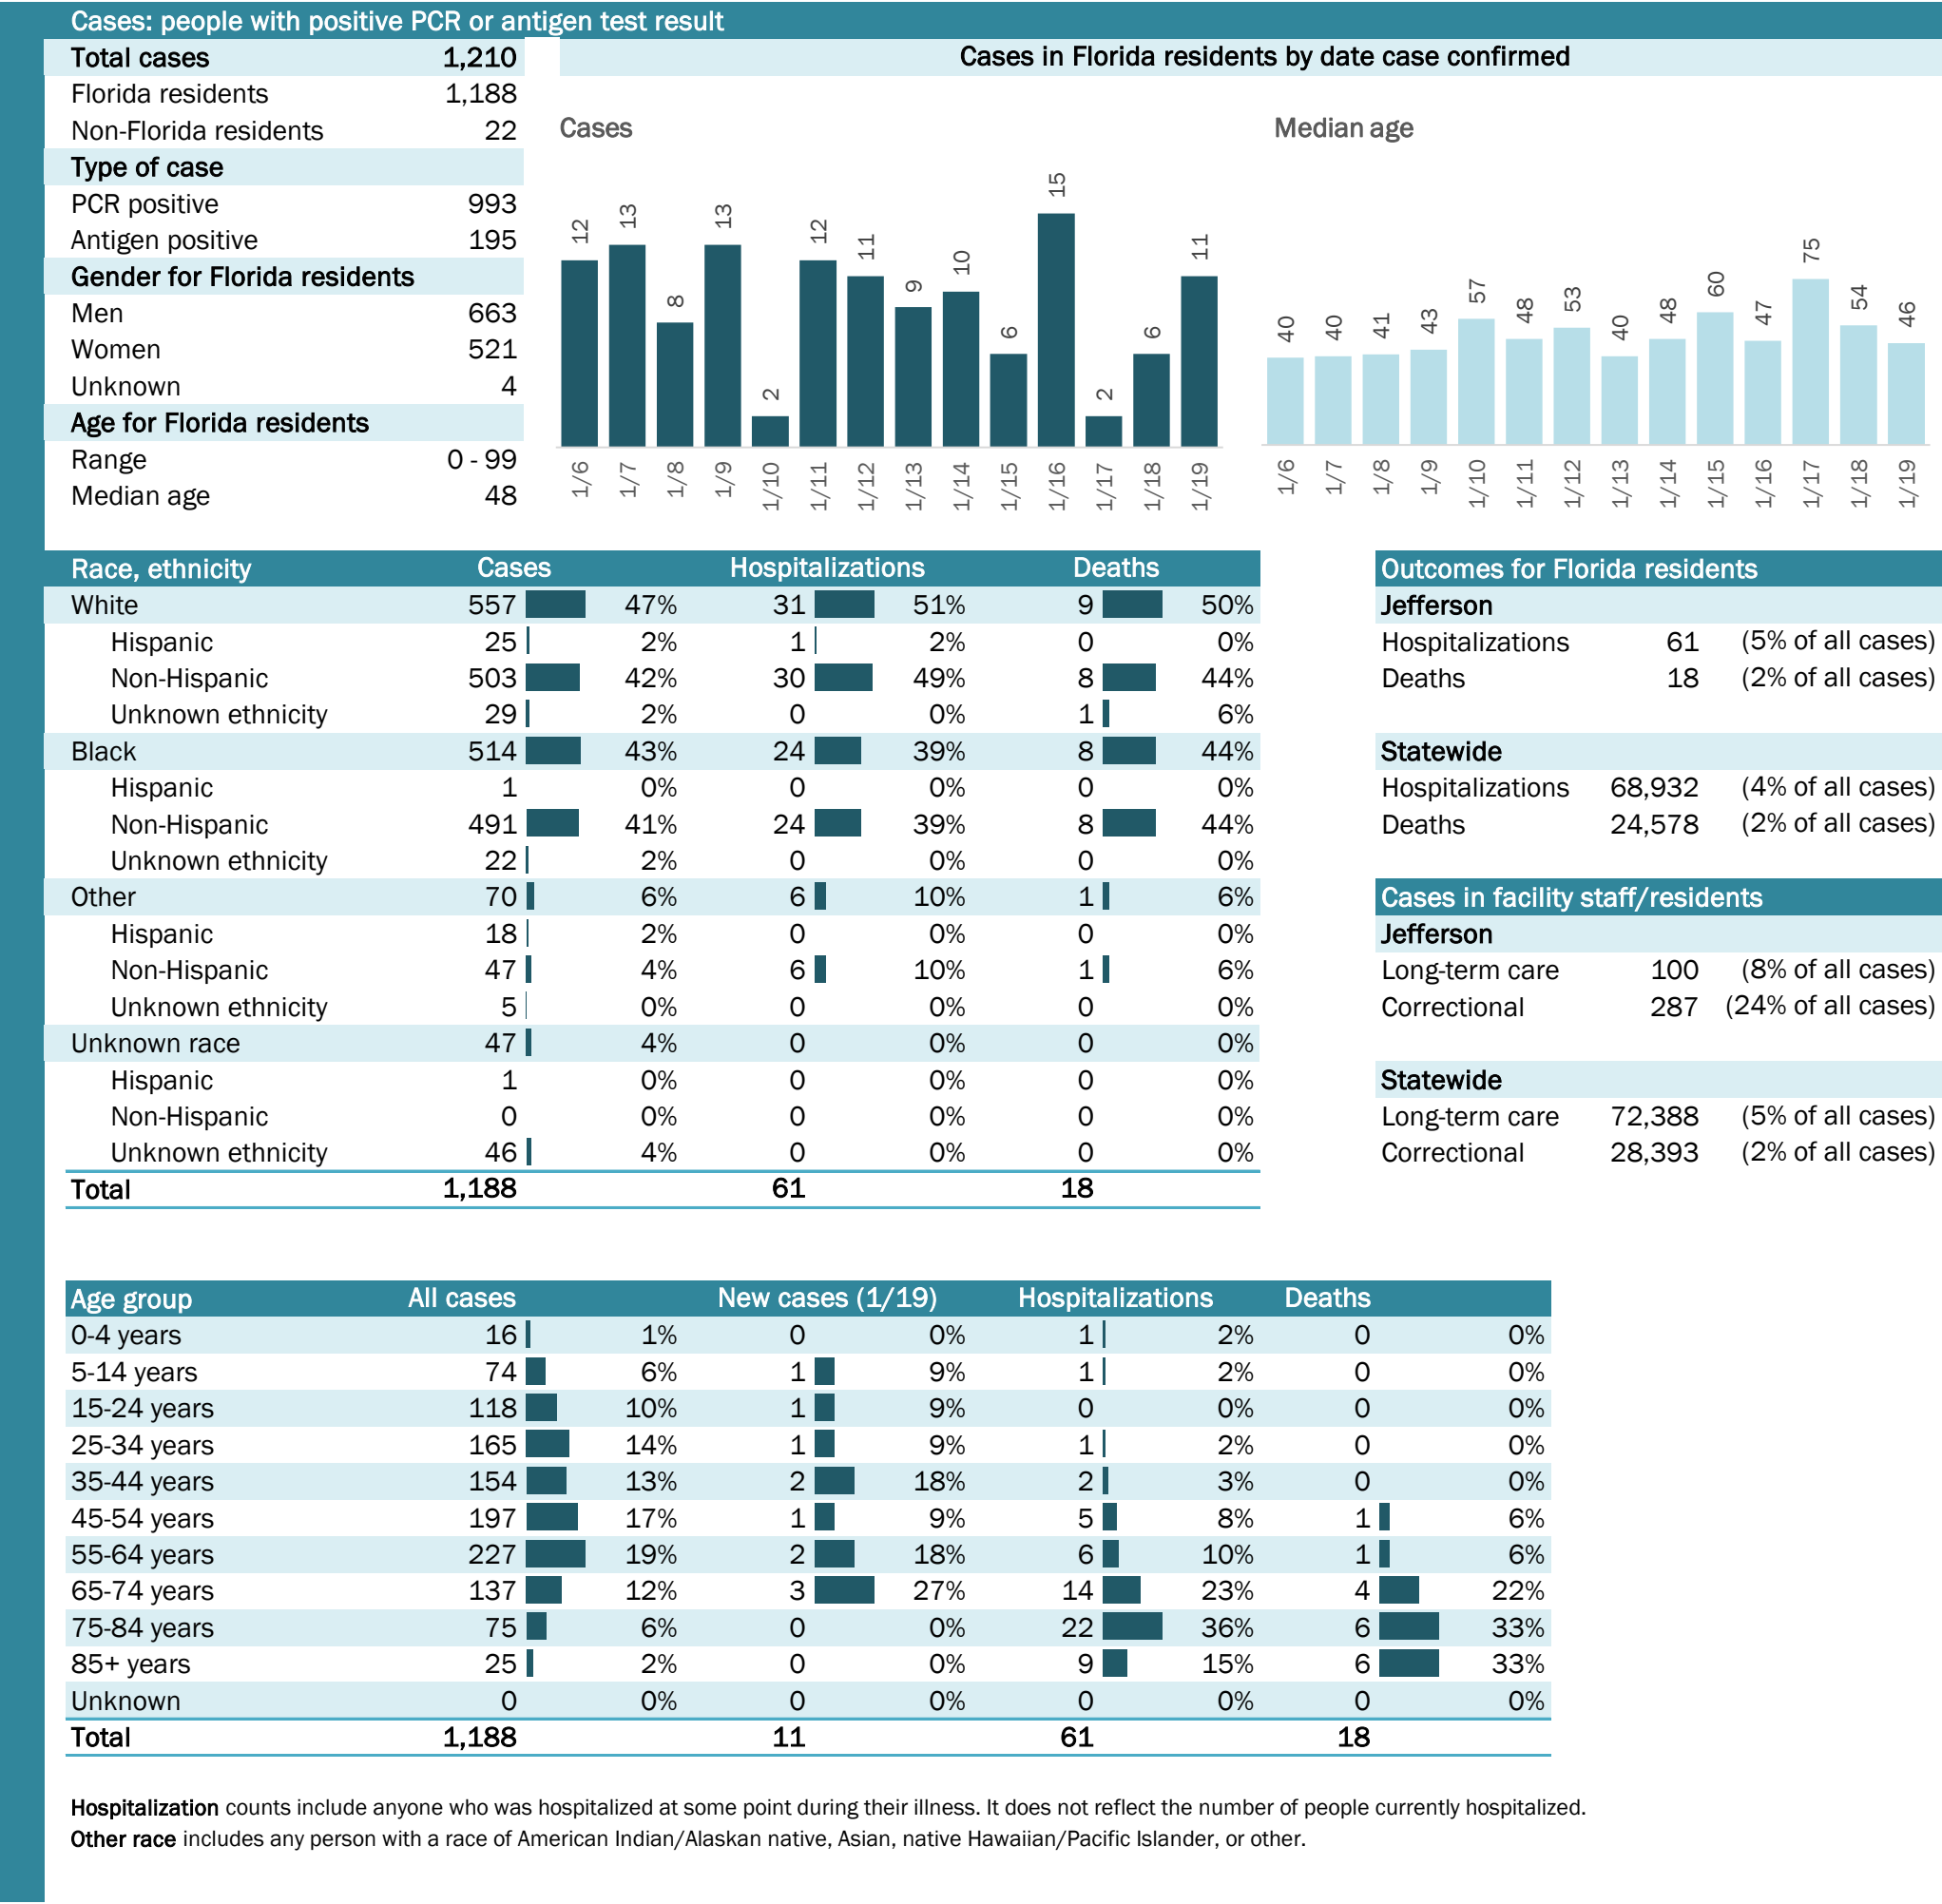 Cases: people with positive PCR or antigen test result
Total cases 1,210
Florida residents 1,188
Non-Florida residents 22
Type of case
PCR positive 993
Antigen positive 195
Gender for Florida residents
Men 663
Women 521
Unknown 4
Age for Florida residents
Range 0 - 99
Median age 48
Cases in Florida residents by date case confirmed
Cases
12 13 8 13 2 12 11 9 10 6 15 2 6 11
1/6 1/7 1/8 1/9 1/10 1/11 1/12 1/13 1/14 1/15 1/16 1/17 1/18 1/19
Median age
40 40 41 43 57 48 53 40 48 60 47 75 54 46
1/6 1/7 1/8 1/9 1/10 1/11 1/12 1/13 1/14 1/15 1/16 1/17 1/18 1/19
Race, ethnicity Cases Hospitalizations Deaths
White 557 47% 31 51% 9 50%
Hispanic 25 2% 1 2% 0 0%
Non-Hispanic 503 42% 30 49% 8 44%
Unknown ethnicity 29 2% 0 0% 1 6%
Black 514 43% 24 39% 8 44%
Hispanic 1 0% 0 0% 0 0%
Non-Hispanic 491 41% 24 39% 8 44%
Unknown ethnicity 22 2% 0 0% 0 0%
Other 70 6% 6 10% 1 6%
Hispanic 18 2% 0 0% 0 0%
Non-Hispanic 47 4% 6 10% 1 6%
Unknown ethnicity 5 0% 0 0% 0 0%
Unknown race 47 4% 0 0% 0 0%
Hispanic 1 0% 0 0% 0 0%
Non-Hispanic 0 0% 0 0% 0 0%
Unknown ethnicity 46 4% 0 0% 0 0%
Total 1,188 61 18
Outcomes for Florida residents
Jefferson
Hospitalizations 61 (5% of all cases)
Deaths 18 (2% of all cases)
Statewide
Hospitalizations 68,932 (4% of all cases)
Deaths 24,578 (2% of all cases)
Cases in facility staff/residents
Jefferson
Long-term care 100 (8% of all cases)
Correctional 287 (24% of all cases)
Statewide
Long-term care 72,388 (5% of all cases)
Correctional 28,393 (2% of all cases)
Age group All cases New cases (1/19) Hospitalizations Deaths
0-4 years 16 1% 0 0% 1 2% 0 0%
5-14 years 74 6% 1 9% 1 2% 0 0%
15-24 years 118 10% 1 9% 0 0% 0 0%
25-34 years 165 14% 1 9% 1 2% 0 0%
35-44 years 154 13% 2 18% 2 3% 0 0%
45-54 years 197 17% 1 9% 5 8% 1 6%
55-64 years 227 19% 2 18% 6 10% 1 6%
65-74 years 137 12% 3 27% 14 23% 4 22%
75-84 years 75 6% 0 0% 22 36% 6 33%
85+ years 25 2% 0 0% 9 15% 6 33%
Unknown 0 0% 0 0% 0 0% 0 0%
Total 1,188 11 61 18
Hospitalization counts include anyone who was hospitalized at some point during their illness. It does not reflect the number of people currently hospitalized.
Other race includes any person with a race of American Indian/Alaskan native, Asian, native Hawaiian/Pacific Islander, or other.